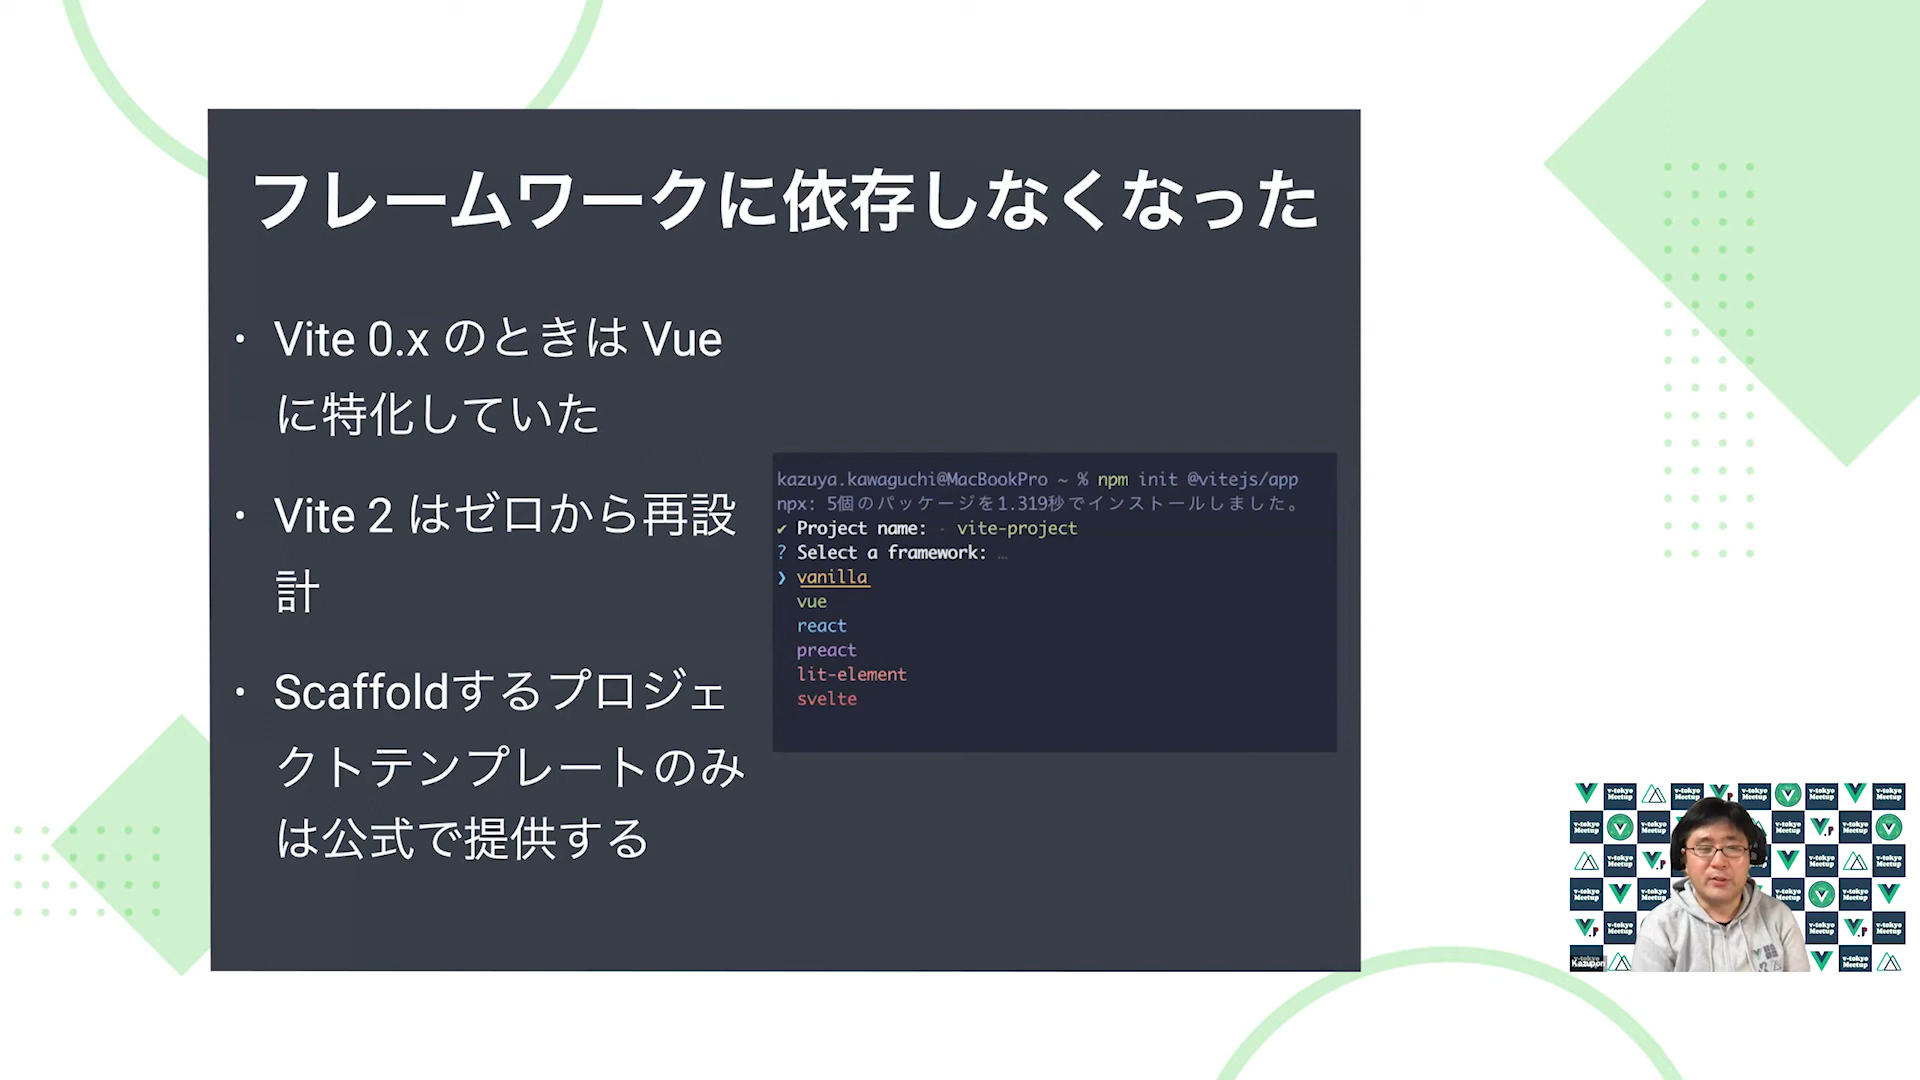 フレームワークに依存しなくなった
・ Vite 0.x のときは Vue
に特化していた
・ Vite 2 はゼロから再設
計
・ Scaffoldするプロジェ
クトテンプレートのみ
は公式で提供する
kazuya.kawaguchi@MacBookPro ~ % npm init @vitejs/app
npx: 5個のパッケージを1.319秒でインストールしました。
✔ Project name: · vite-project
? Select a framework: …
❯ vanilla
vue
react
preact
lit-element
svelte
v-tokyo
Meetup
Kazupon